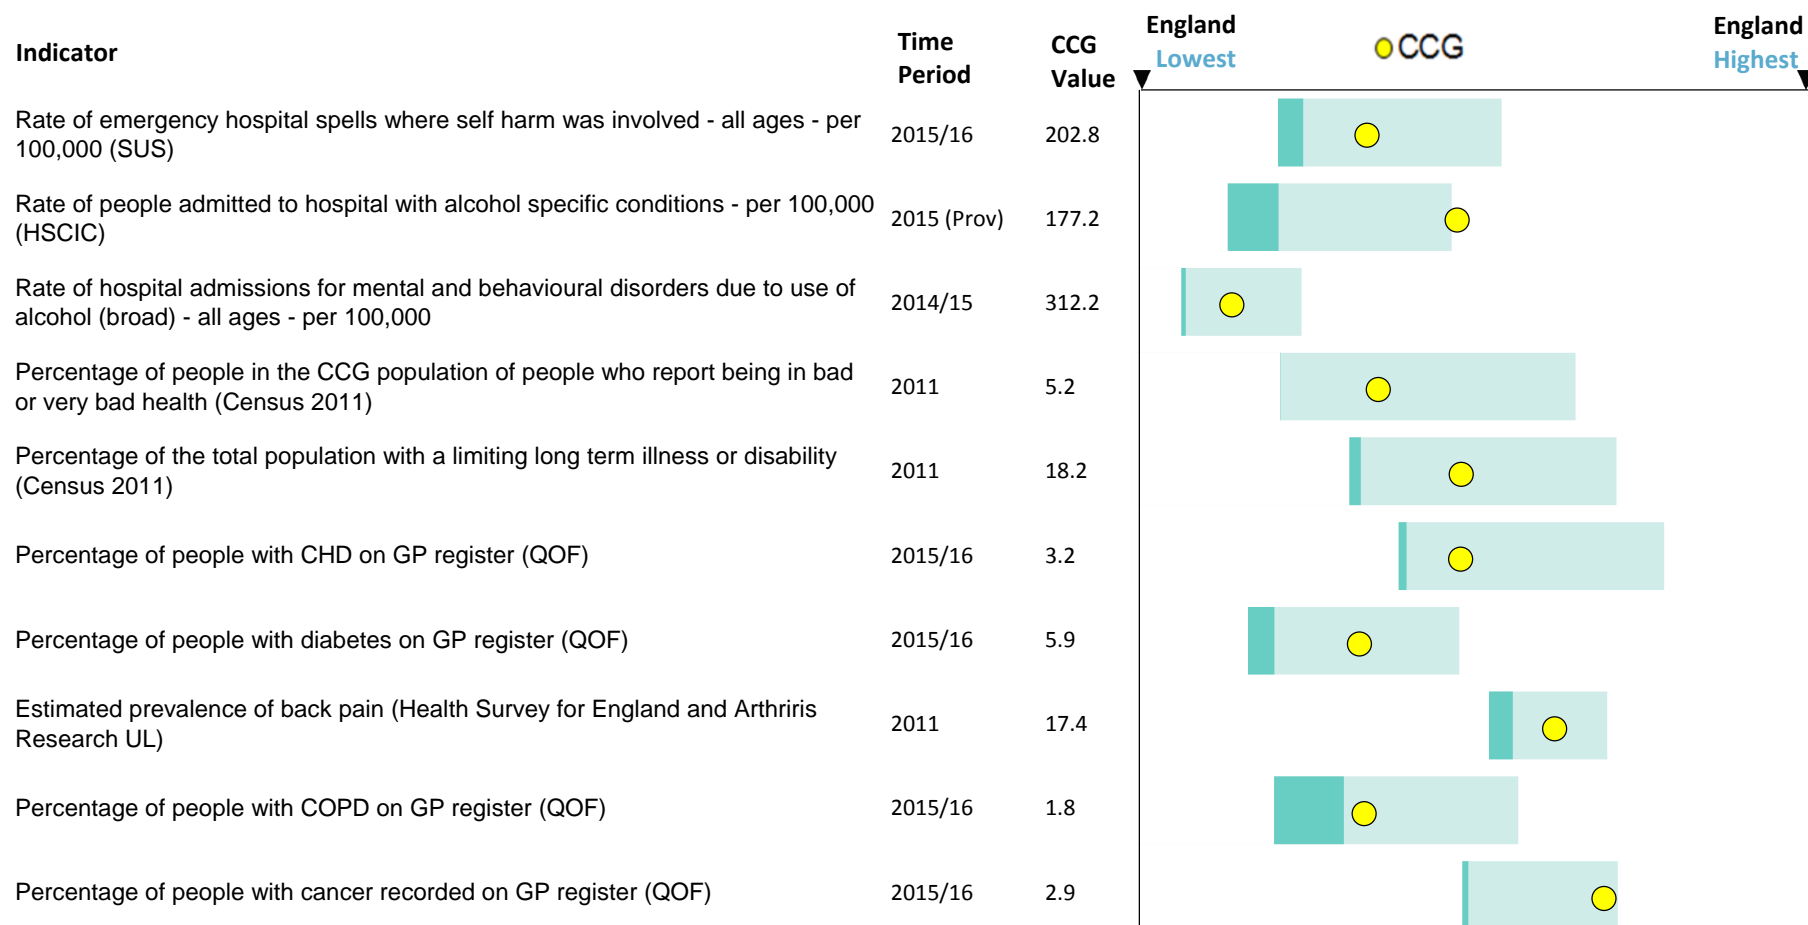 Indicator
Time
Period
CCG
Value
England
Lowest
CCG
England
Highest
Rate of emergency hospital spells where self harm was involved - all ages - per
100,000 (SUS)
2015/16
202.8
Rate of people admitted to hospital with alcohol specific conditions - per 100,000
(HSCIC)
2015 (Prov)
177.2
Rate of hospital admissions for mental and behavioural disorders due to use of
alcohol (broad) - all ages - per 100,000
2014/15
312.2
Percentage of people in the CCG population of people who report being in bad
or very bad health (Census 2011)
2011
5.2
Percentage of the total population with a limiting long term illness or disability
(Census 2011)
2011
18.2
Percentage of people with CHD on GP register (QOF)
2015/16
3.2
Percentage of people with diabetes on GP register (QOF)
2015/16
5.9
Estimated prevalence of back pain (Health Survey for England and Arthriris
Research UL)
2011
17.4
Percentage of people with COPD on GP register (QOF)
2015/16
1.8
Percentage of people with cancer recorded on GP register (QOF)
2015/16
2.9